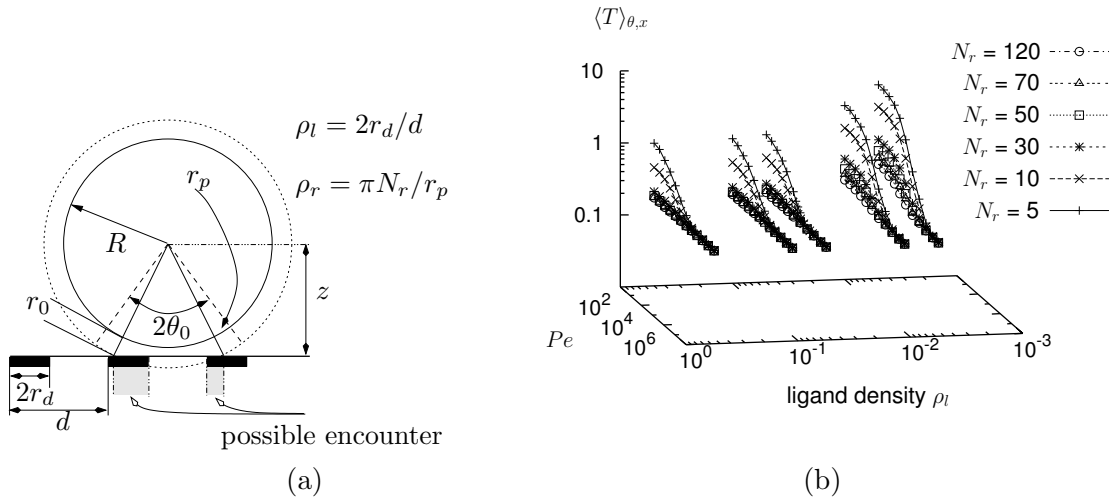 ρ_l = 2r_d/d
ρ_r = πN_r/r_p
r_p
R
z
r_0
2θ_0
2r_d
d
possible encounter
(a)
⟨T⟩_{θ,x}
10
1
0.1
N_r = 120
N_r = 70
N_r = 50
N_r = 30
N_r = 10
N_r = 5
10^2
10^4
10^6
Pe
10^0
10^-1
10^-2
10^-3
ligand density ρ_l
(b)